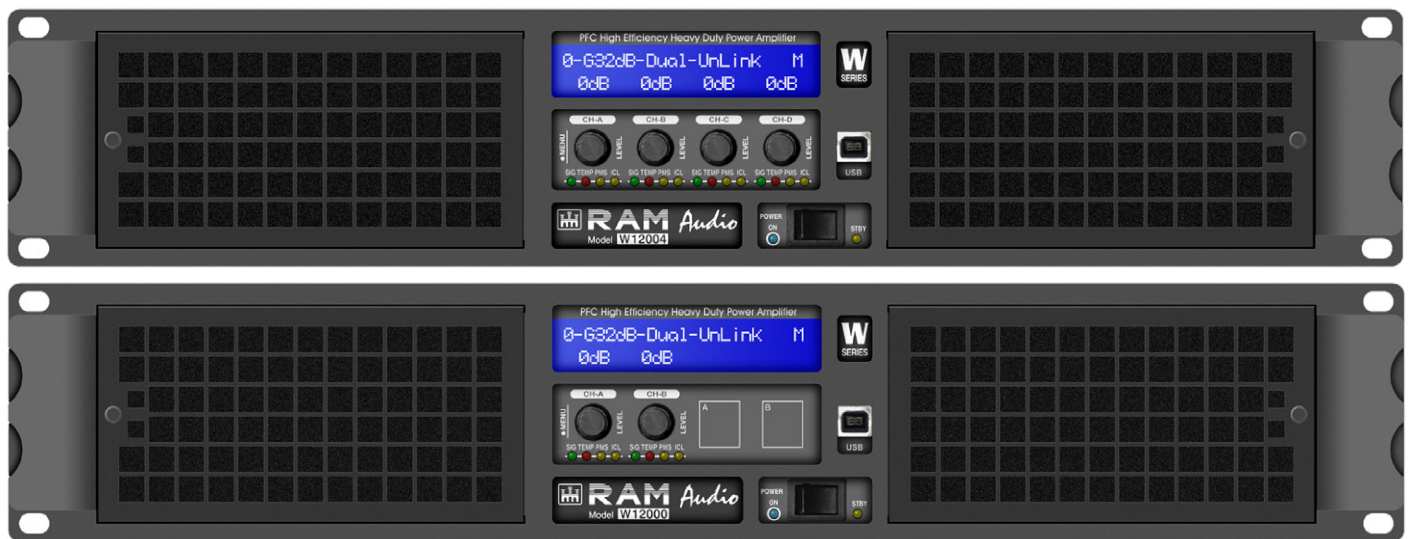 PFC High Efficiency Heavy Duty Power Amplifier
0-G32dB-Dual-UnLink M
0dB 0dB 0dB 0dB
W
SERIES
CH-A CH-B CH-C CH-D
MENU LEVEL LEVEL LEVEL LEVEL
SIG TEMP PMS ICL SIG TEMP PMS ICL SIG TEMP PMS ICL SIG TEMP PMS ICL
USB
RAM Audio
Model W12004
POWER
ON
STBY
PFC High Efficiency Heavy Duty Power Amplifier
0-G32dB-Dual-UnLink M
0dB 0dB
W
SERIES
CH-A CH-B
A B
MENU LEVEL LEVEL
SIG TEMP PMS ICL SIG TEMP PMS ICL
USB
RAM Audio
Model W12000
POWER
ON
STBY